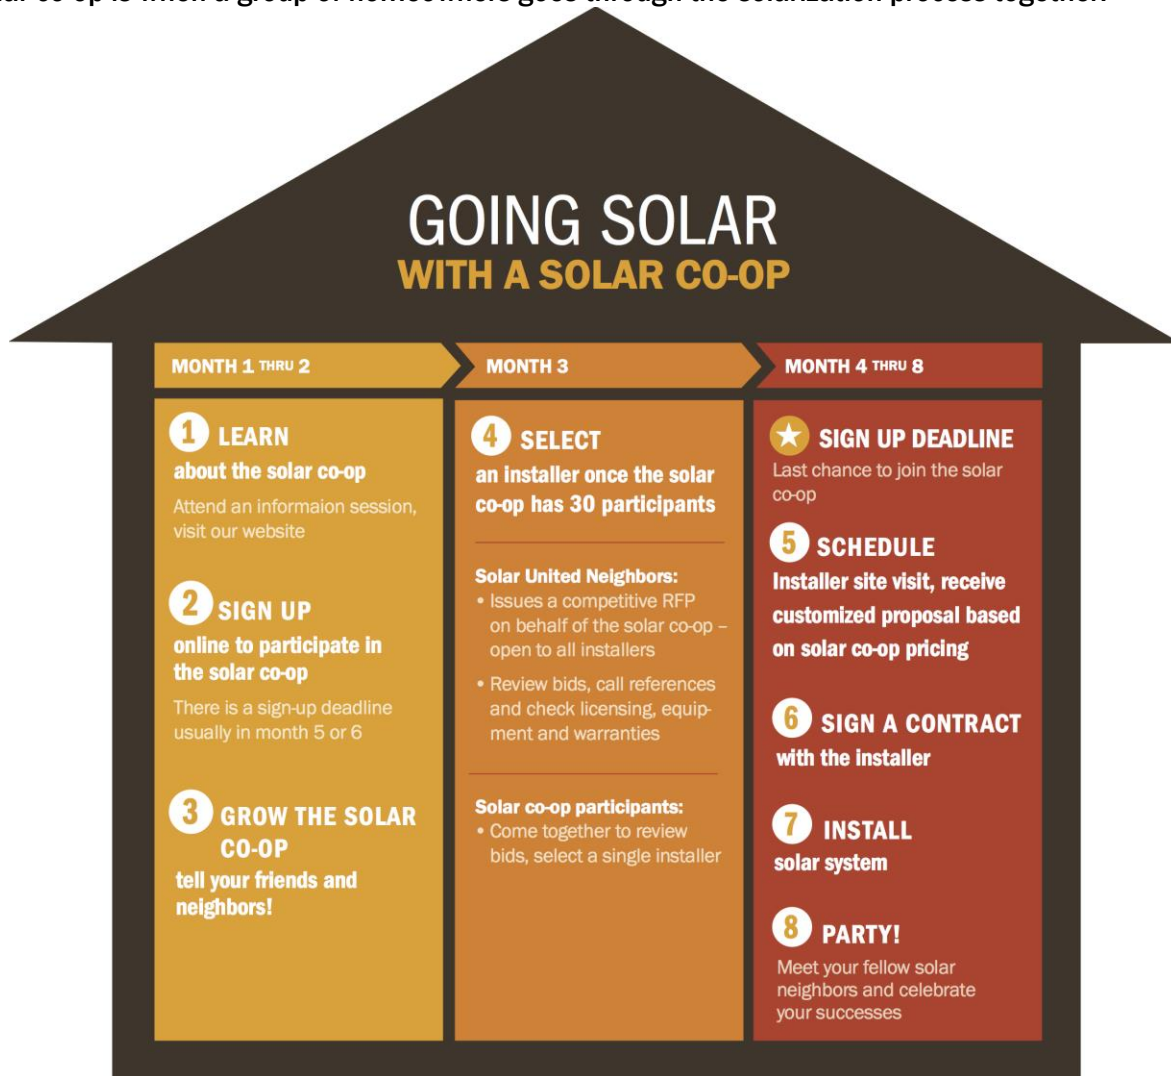 GOING SOLAR
WITH A SOLAR CO-OP
MONTH 1 THRU 2
1 LEARN
about the solar co-op
Attend an informaion session,
visit our website
2 SIGN UP
online to participate in
the solar co-op
There is a sign-up deadline
usually in month 5 or 6
3 GROW THE SOLAR
CO-OP
tell your friends and
neighbors!
MONTH 3
4 SELECT
an installer once the solar
co-op has 30 participants
Solar United Neighbors:
• Issues a competitive RFP
on behalf of the solar co-op –
open to all installers
• Review bids, call references
and check licensing, equip-
ment and warranties
Solar co-op participants:
• Come together to review
bids, select a single installer
MONTH 4 THRU 8
SIGN UP DEADLINE
Last chance to join the solar
co-op
5 SCHEDULE
Installer site visit, receive
customized proposal based
on solar co-op pricing
6 SIGN A CONTRACT
with the installer
7 INSTALL
solar system
8 PARTY!
Meet your fellow solar
neighbors and celebrate
your successes